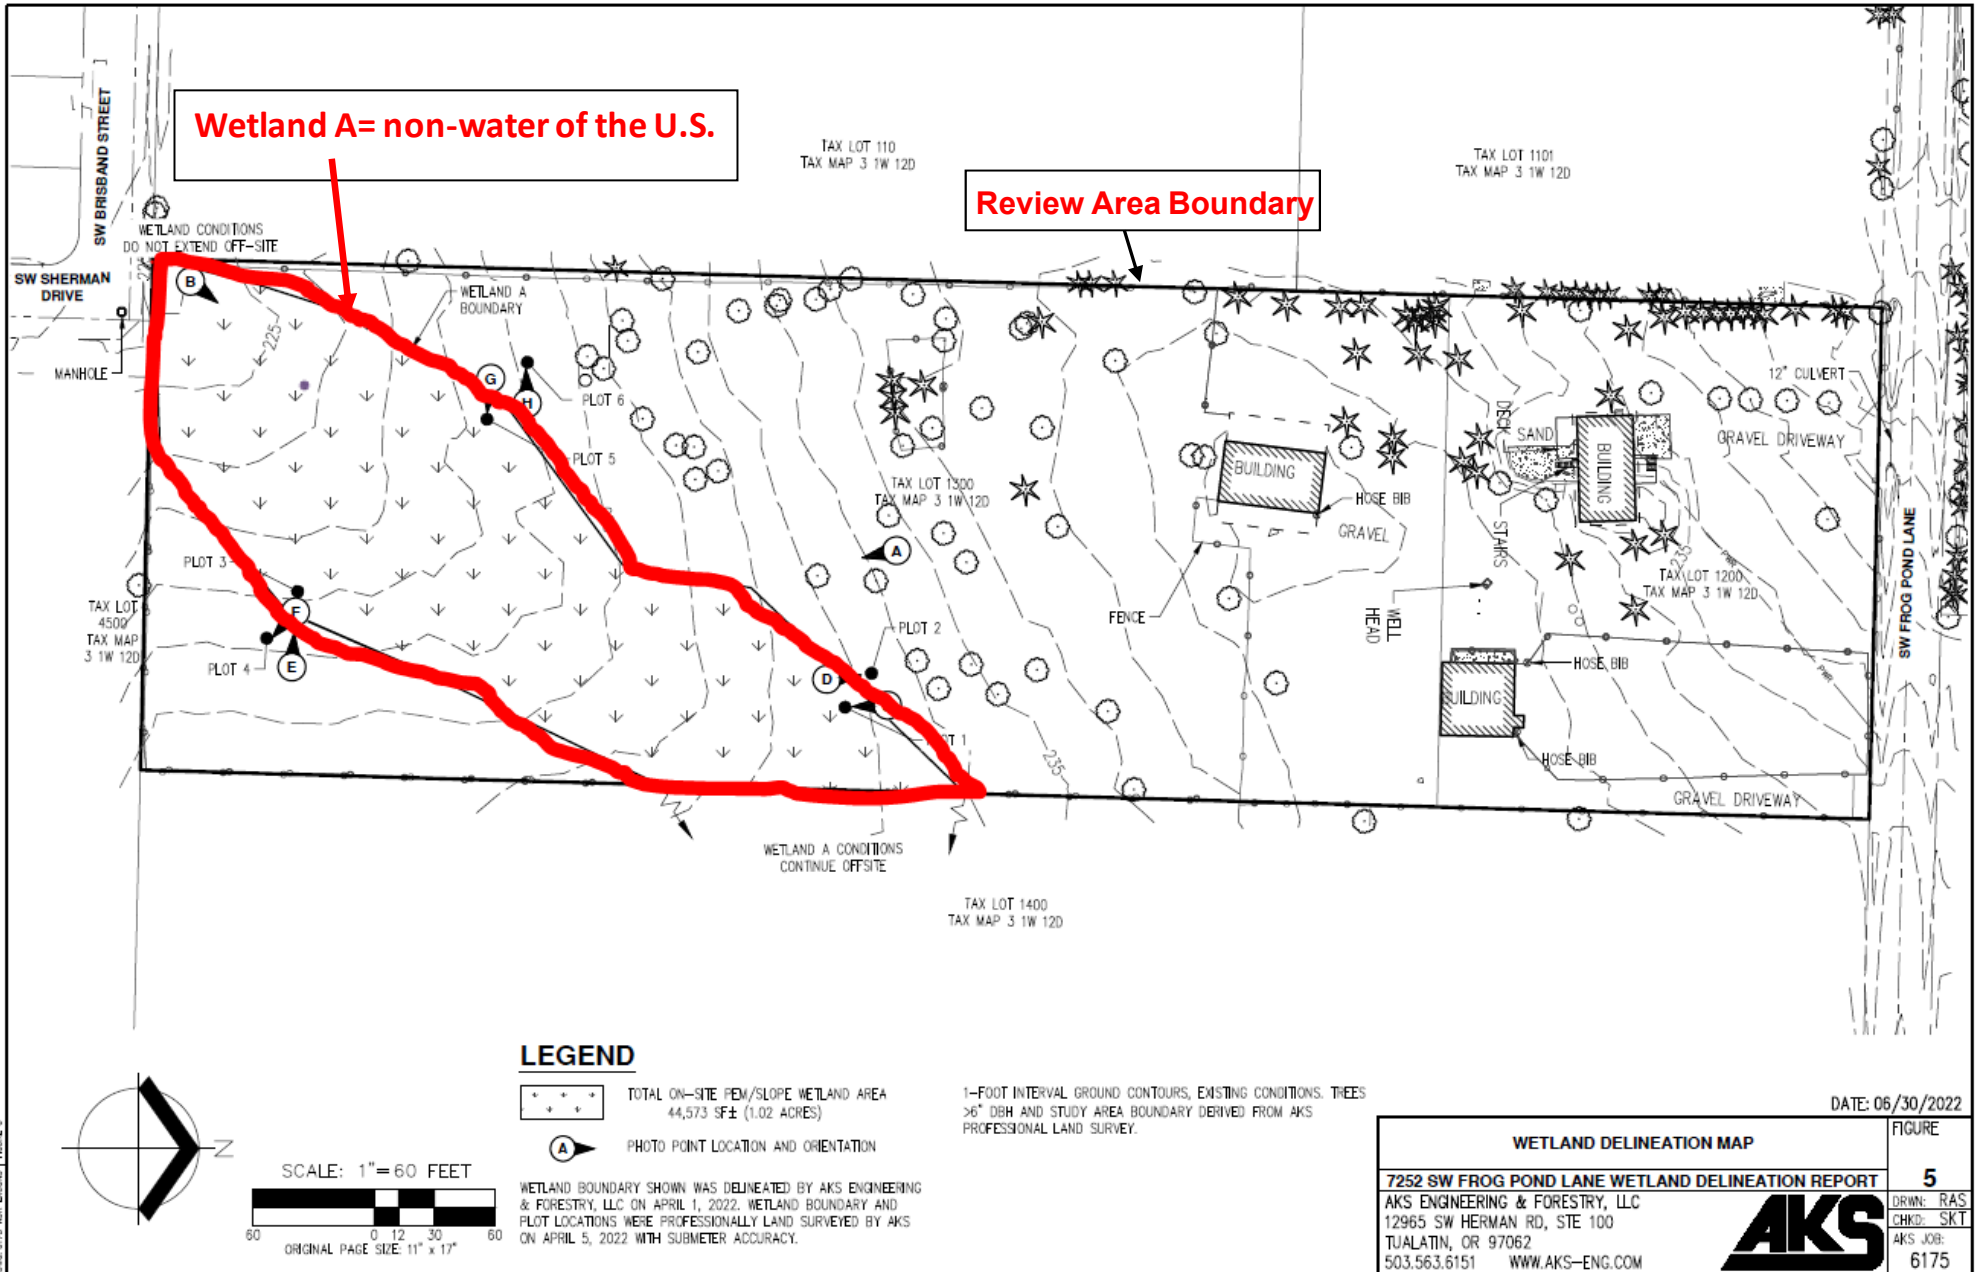 SW BRISBAND STREET
Wetland A= non-water of the U.S.
TAX LOT 110
TAX MAP 3 1W 12D
TAX LOT 1101
TAX MAP 3 1W 12D
Review Area Boundary
WETLAND CONDITIONS
DO NOT EXTEND OFF-SITE
SW SHERMAN
DRIVE
B
WETLAND A
BOUNDARY
225
MANHOLE
G
H
PLOT 6
PLOT 5
12" CULVERT
DECK
SAND
BUILDING
GRAVEL DRIVEWAY
BUILDING
TAX LOT 1300
TAX MAP 3 1W 12D
HOSE BIB
GRAVEL
STAIRS
A
235
PWR
PLOT 3
TAX LOT 1200
TAX MAP 3 1W 12D
SW FROG POND LANE
TAX LOT
4500
TAX MAP
3 1W 12D
F
FENCE
WELL
HEAD
PLOT 2
PLOT 4
E
D
HOSE BIB
PWR
BUILDING
T 1
235
HOSE BIB
GRAVEL DRIVEWAY
WETLAND A CONDITIONS
CONTINUE OFFSITE
TAX LOT 1400
TAX MAP 3 1W 12D
LEGEND
TOTAL ON-SITE PEM/SLOPE WETLAND AREA
44,573 SF± (1.02 ACRES)
A
PHOTO POINT LOCATION AND ORIENTATION
1-FOOT INTERVAL GROUND CONTOURS, EXISTING CONDITIONS. TREES
>6" DBH AND STUDY AREA BOUNDARY DERIVED FROM AKS
PROFESSIONAL LAND SURVEY.
WETLAND BOUNDARY SHOWN WAS DELINEATED BY AKS ENGINEERING
& FORESTRY, LLC ON APRIL 1, 2022. WETLAND BOUNDARY AND
PLOT LOCATIONS WERE PROFESSIONALLY LAND SURVEYED BY AKS
ON APRIL 5, 2022 WITH SUBMETER ACCURACY.
N
SCALE: 1"= 60 FEET
60 0 12 30 60
ORIGINAL PAGE SIZE: 11" x 17"
DATE: 06/30/2022
WETLAND DELINEATION MAP
FIGURE
5
7252 SW FROG POND LANE WETLAND DELINEATION REPORT
AKS ENGINEERING & FORESTRY, LLC
12965 SW HERMAN RD, STE 100
TUALATIN, OR 97062
503.563.6151 WWW.AKS-ENG.COM
AKS
DRWN: RAS
CHKD: SKT
AKS JOB:
6175